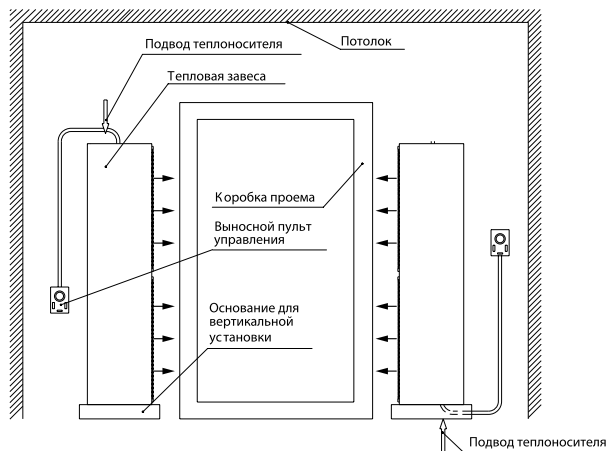 Подвод теплоносителя
Потолок
Тепловая завеса
Коробка проема
Выносной пульт
управления
Основание для
вертикальной
установки
Подвод теплоносителя